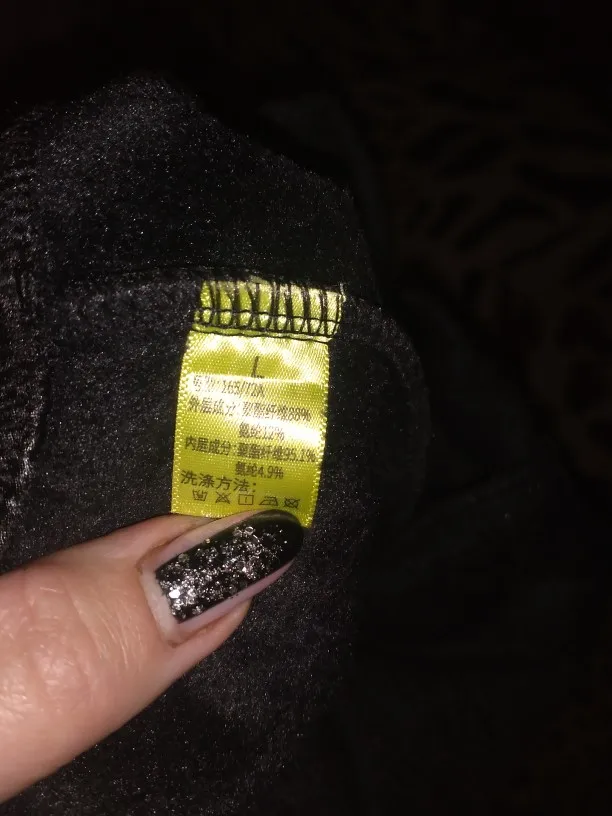 L
号型:165/72A
外层成分:聚酯纤维88%
氨纶12%
内层成分:聚酯纤维95.1%
氨纶4.9%
洗涤方法: